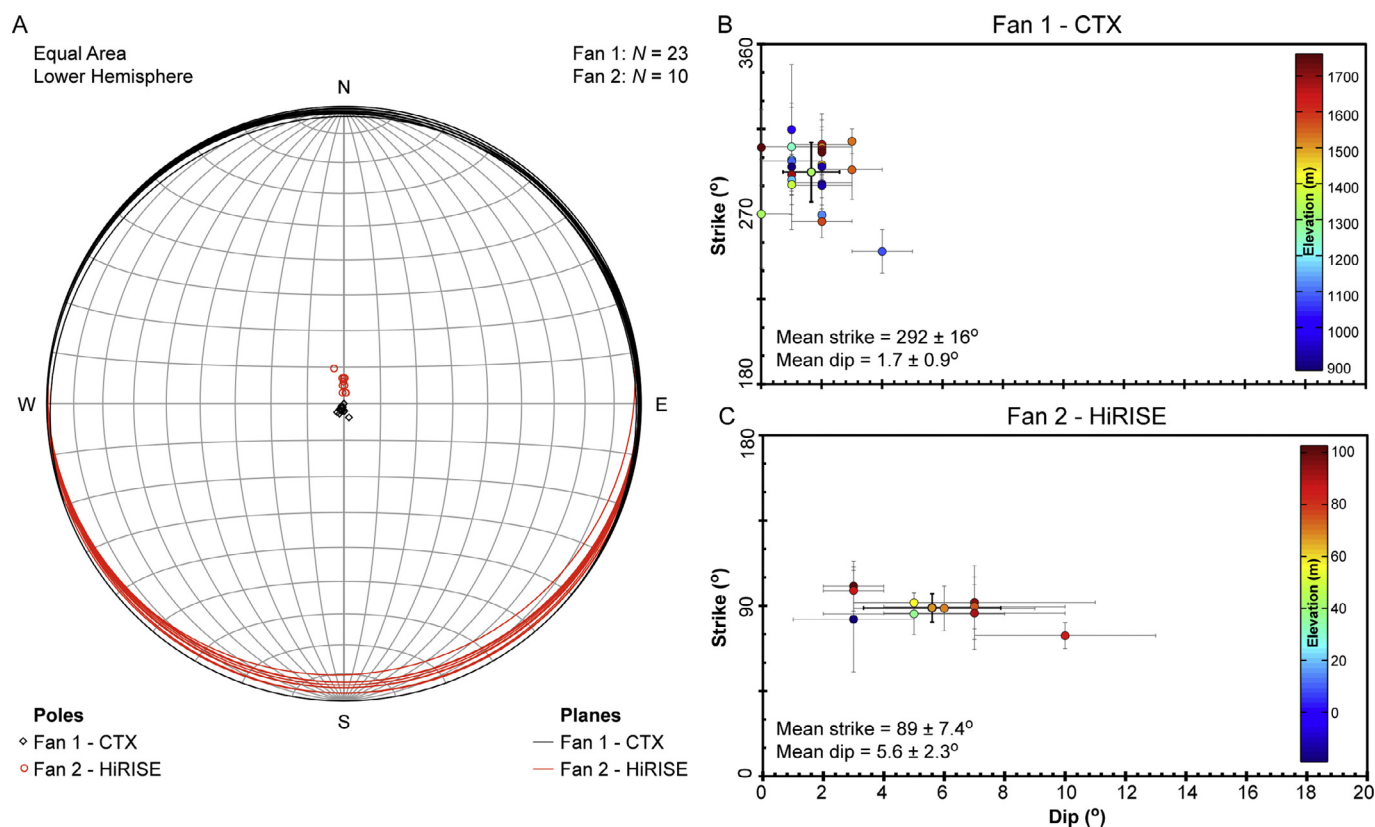 A
Equal Area
Lower Hemisphere
Fan 1: N = 23
Fan 2: N = 10
N
W
E
S
Poles
Fan 1 - CTX
Fan 2 - HiRISE
Planes
Fan 1 - CTX
Fan 2 - HiRISE
B
Fan 1 - CTX
360
270
180
Strike (º)
Mean strike = 292 ± 16º
Mean dip = 1.7 ± 0.9º
Elevation (m)
1700
1600
1500
1400
1300
1200
1100
1000
900
C
Fan 2 - HiRISE
180
90
0
Strike (º)
Mean strike = 89 ± 7.4º
Mean dip = 5.6 ± 2.3º
Elevation (m)
100
80
60
40
20
0
0 2 4 6 8 10 12 14 16 18 20
Dip (º)